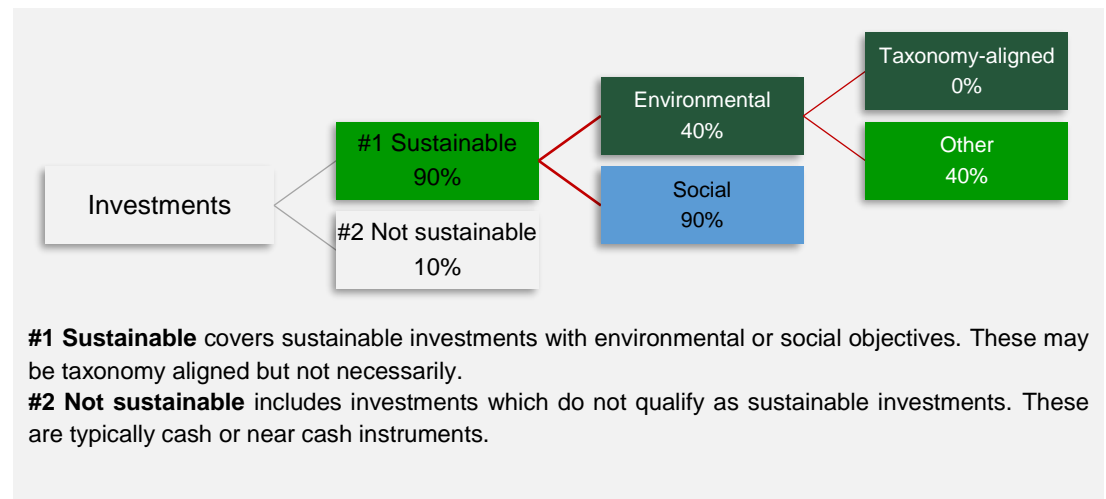 Investments
#1 Sustainable
90%
#2 Not sustainable
10%
Environmental
40%
Social
90%
Taxonomy-aligned
0%
Other
40%
#1 Sustainable covers sustainable investments with environmental or social objectives. These may
be taxonomy aligned but not necessarily.
#2 Not sustainable includes investments which do not qualify as sustainable investments. These
are typically cash or near cash instruments.